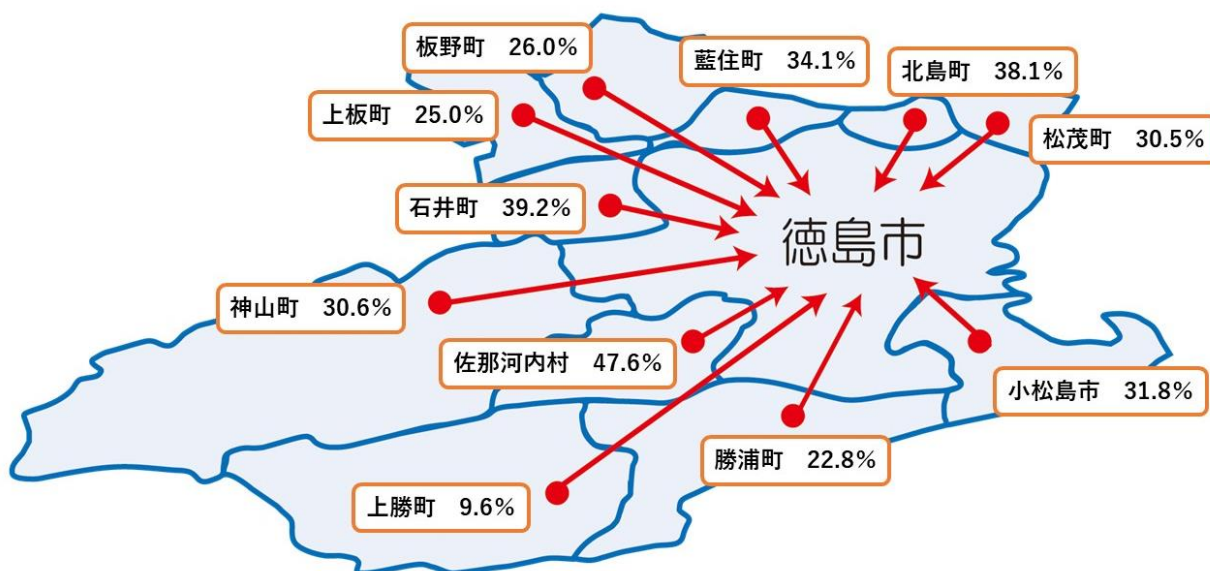 板野町　26.0%
藍住町　34.1%
北島町　38.1%
上板町　25.0%
松茂町　30.5%
石井町　39.2%
徳島市
神山町　30.6%
佐那河内村　47.6%
小松島市　31.8%
勝浦町　22.8%
上勝町　9.6%